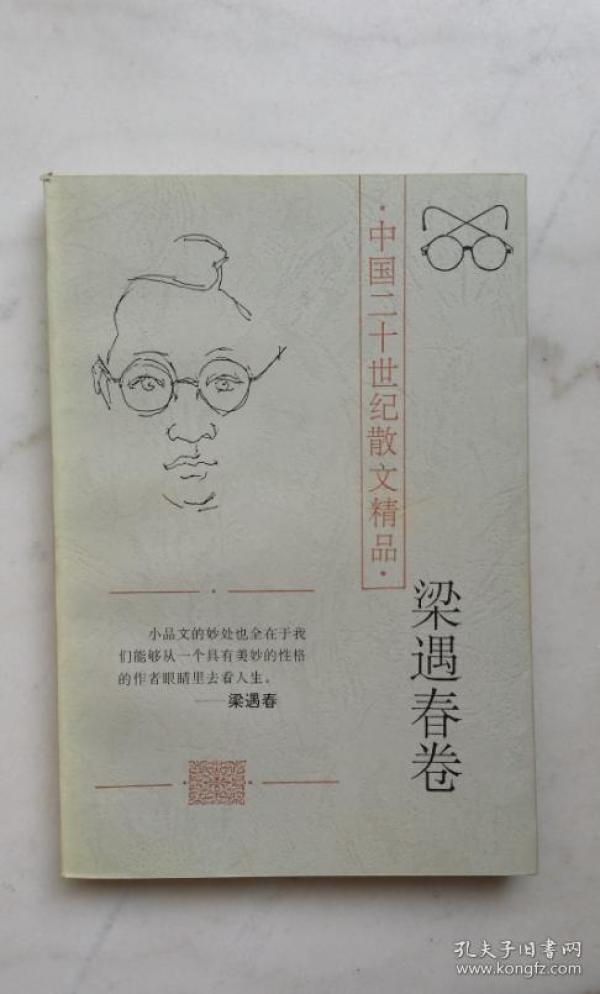 ·中国二十世纪散文精品·
梁遇春卷
小品文的妙处也全在于我
们能够从一个具有美妙的性格
的作者眼睛里去看人生。
——梁遇春
孔夫子旧书网
www.kongfz.com